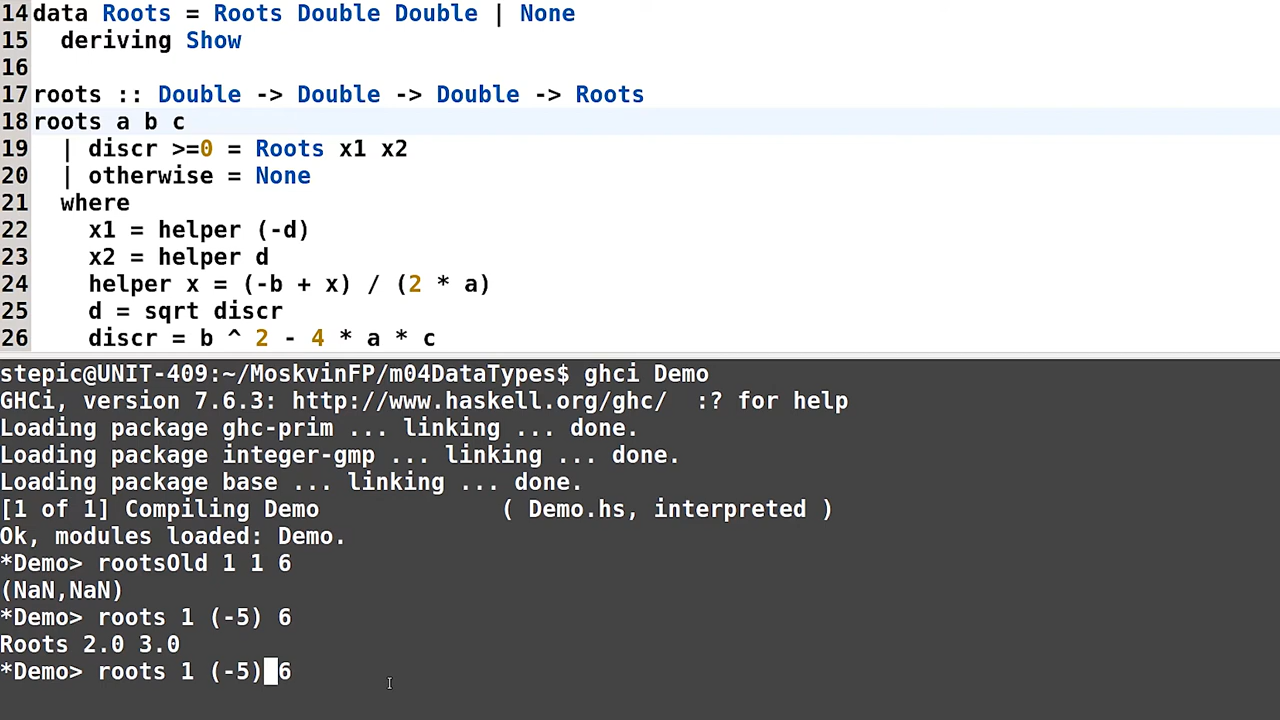 14 data Roots = Roots Double Double | None
15   deriving Show
16
17 roots :: Double -> Double -> Double -> Roots
18 roots a b c
19   | discr >=0 = Roots x1 x2
20   | otherwise = None
21   where
22     x1 = helper (-d)
23     x2 = helper d
24     helper x = (-b + x) / (2 * a)
25     d = sqrt discr
26     discr = b ^ 2 - 4 * a * c
stepic@UNIT-409:~/MoskvinFP/m04DataTypes$ ghci Demo
GHCi, version 7.6.3: http://www.haskell.org/ghc/  :? for help
Loading package ghc-prim ... linking ... done.
Loading package integer-gmp ... linking ... done.
Loading package base ... linking ... done.
[1 of 1] Compiling Demo             ( Demo.hs, interpreted )
Ok, modules loaded: Demo.
*Demo> rootsOld 1 1 6
(NaN,NaN)
*Demo> roots 1 (-5) 6
Roots 2.0 3.0
*Demo> roots 1 (-5) 6